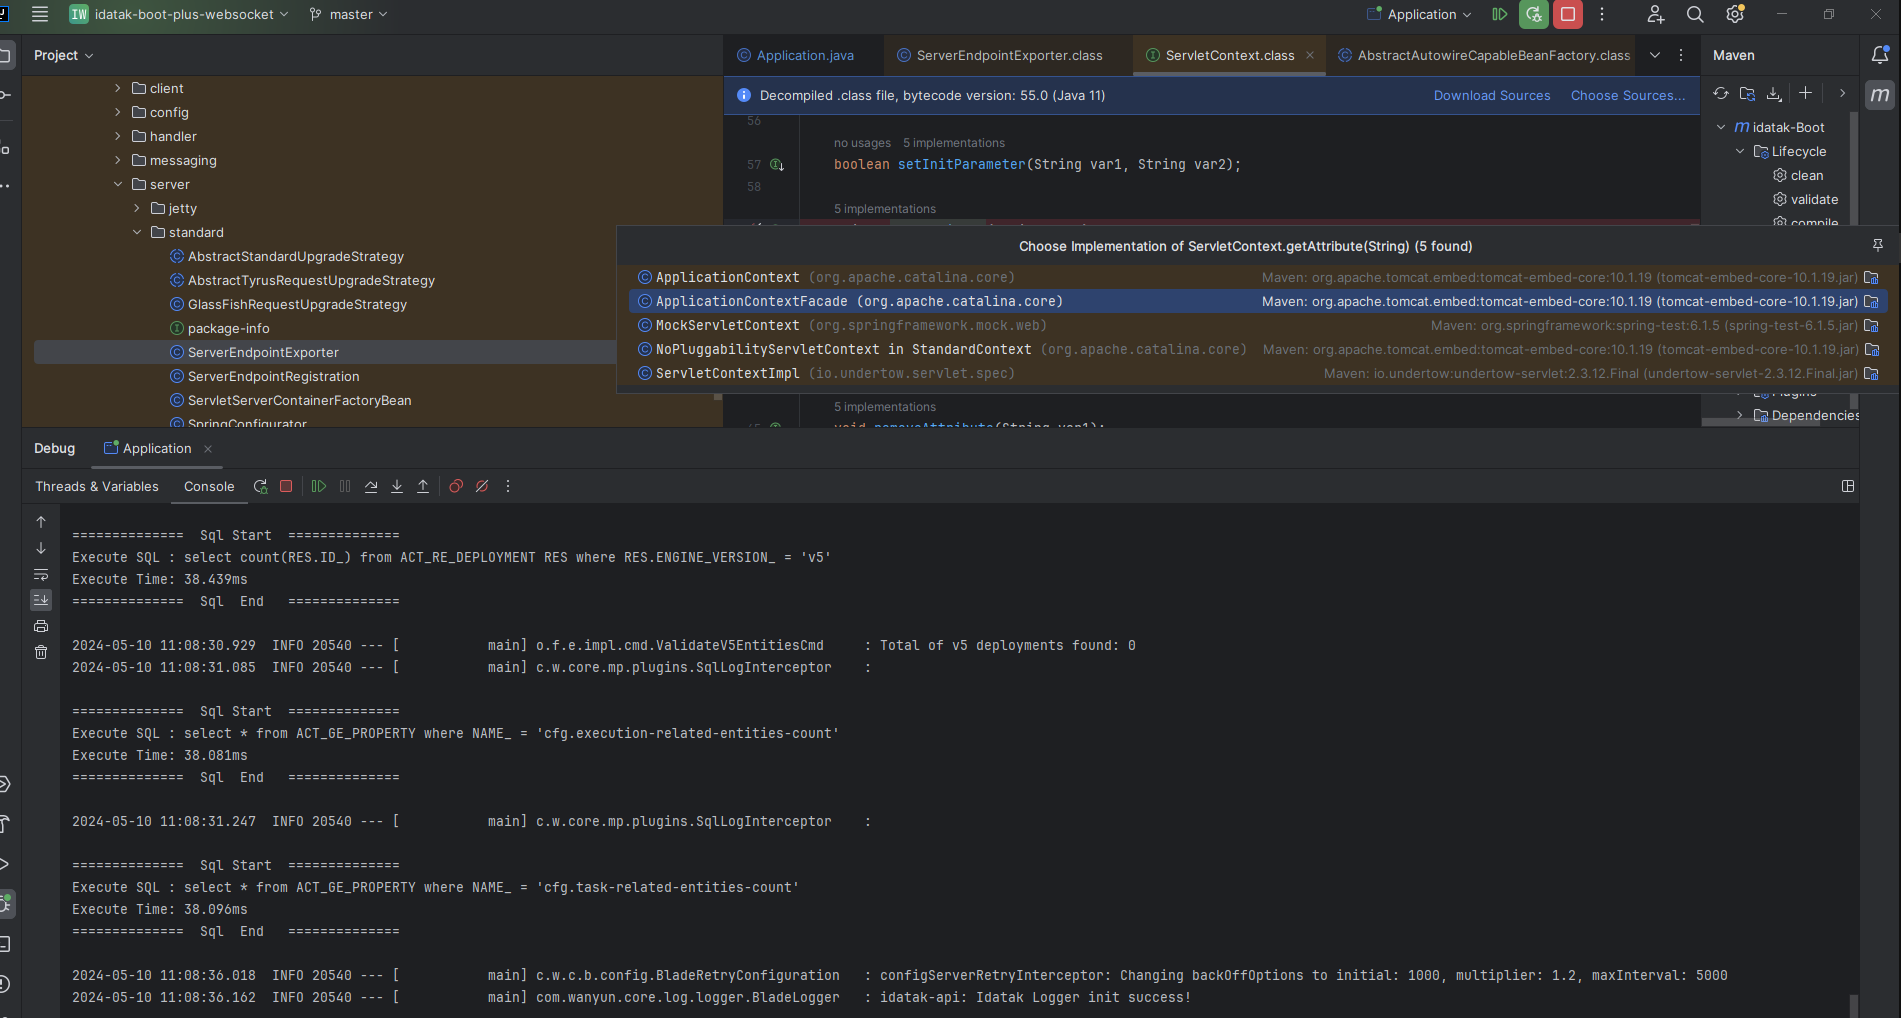 IW idatak-boot-plus-websocket master Application
Project
client
config
handler
messaging
server
jetty
standard
AbstractStandardUpgradeStrategy
AbstractTyrusRequestUpgradeStrategy
GlassFishRequestUpgradeStrategy
package-info
ServerEndpointExporter
ServerEndpointRegistration
ServletServerContainerFactoryBean
SpringConfigurator
Application.java ServerEndpointExporter.class ServletContext.class AbstractAutowireCapableBeanFactory.class
Decompiled .class file, bytecode version: 55.0 (Java 11) Download Sources Choose Sources...
56
no usages 5 implementations
57 boolean setInitParameter(String var1, String var2);
58
5 implementations
Choose Implementation of ServletContext.getAttribute(String) (5 found)
ApplicationContext (org.apache.catalina.core) Maven: org.apache.tomcat.embed:tomcat-embed-core:10.1.19 (tomcat-embed-core-10.1.19.jar)
ApplicationContextFacade (org.apache.catalina.core) Maven: org.apache.tomcat.embed:tomcat-embed-core:10.1.19 (tomcat-embed-core-10.1.19.jar)
MockServletContext (org.springframework.mock.web) Maven: org.springframework:spring-test:6.1.5 (spring-test-6.1.5.jar)
NoPluggabilityServletContext in StandardContext (org.apache.catalina.core) Maven: org.apache.tomcat.embed:tomcat-embed-core:10.1.19 (tomcat-embed-core-10.1.19.jar)
ServletContextImpl (io.undertow.servlet.spec) Maven: io.undertow:undertow-servlet:2.3.12.Final (undertow-servlet-2.3.12.Final.jar)
5 implementations
void removeAttribute(String var1);
Maven
m idatak-Boot
Lifecycle
clean
validate
compile
Plugins
Dependencies
m
Debug Application
Threads & Variables Console
============== Sql Start ==============
Execute SQL : select count(RES.ID_) from ACT_RE_DEPLOYMENT RES where RES.ENGINE_VERSION_ = 'v5'
Execute Time: 38.439ms
============== Sql End ==============
2024-05-10 11:08:30.929 INFO 20540 --- [ main] o.f.e.impl.cmd.ValidateV5EntitiesCmd : Total of v5 deployments found: 0
2024-05-10 11:08:31.085 INFO 20540 --- [ main] c.w.core.mp.plugins.SqlLogInterceptor :
============== Sql Start ==============
Execute SQL : select * from ACT_GE_PROPERTY where NAME_ = 'cfg.execution-related-entities-count'
Execute Time: 38.081ms
============== Sql End ==============
2024-05-10 11:08:31.247 INFO 20540 --- [ main] c.w.core.mp.plugins.SqlLogInterceptor :
============== Sql Start ==============
Execute SQL : select * from ACT_GE_PROPERTY where NAME_ = 'cfg.task-related-entities-count'
Execute Time: 38.096ms
============== Sql End ==============
2024-05-10 11:08:36.018 INFO 20540 --- [ main] c.w.c.b.config.BladeRetryConfiguration : configServerRetryInterceptor: Changing backOffOptions to initial: 1000, multiplier: 1.2, maxInterval: 5000
2024-05-10 11:08:36.162 INFO 20540 --- [ main] com.wanyun.core.log.logger.BladeLogger : idatak-api: Idatak Logger init success!